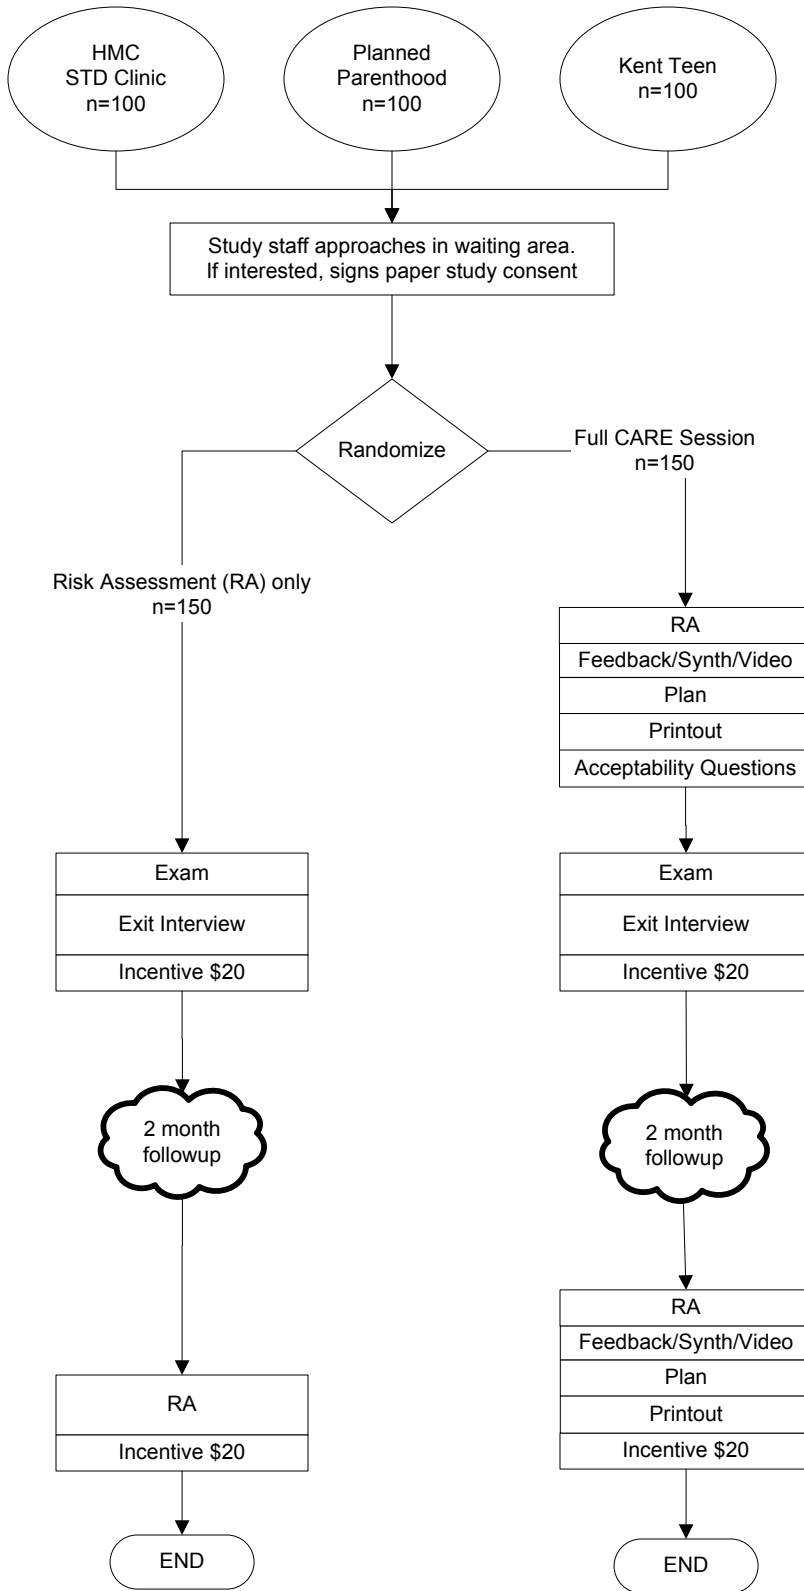 HMC
STD Clinic
n=100
Planned
Parenthood
n=100
Kent Teen
n=100
Study staff approaches in waiting area.
If interested, signs paper study consent
Randomize
Full CARE Session
n=150
Risk Assessment (RA) only
n=150
RA
Feedback/Synth/Video
Plan
Printout
Acceptability Questions
Exam
Exit Interview
Incentive $20
Exam
Exit Interview
Incentive $20
2 month
followup
2 month
followup
RA
Incentive $20
RA
Feedback/Synth/Video
Plan
Printout
Incentive $20
END
END